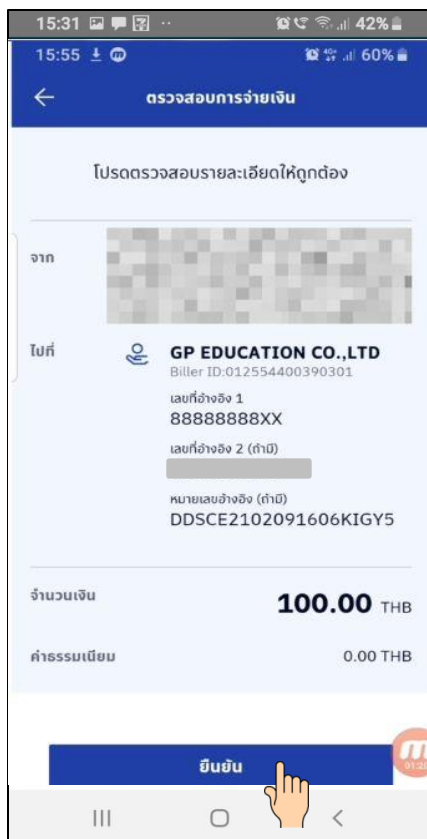 15:31 42%
15:55 60%
ตรวจสอบการจ่ายเงิน
โปรดตรวจสอบรายละเอียดให้ถูกต้อง
จาก
ไปที่ GP EDUCATION CO.,LTD
Biller ID:012554400390301
เลขที่อ้างอิง 1
88888888XX
เลขที่อ้างอิง 2 (ถ้ามี)
หมายเลขอ้างอิง (ถ้ามี)
DDSCE2102091606KIGY5
จำนวนเงิน 100.00 THB
ค่าธรรมเนียม 0.00 THB
ยืนยัน